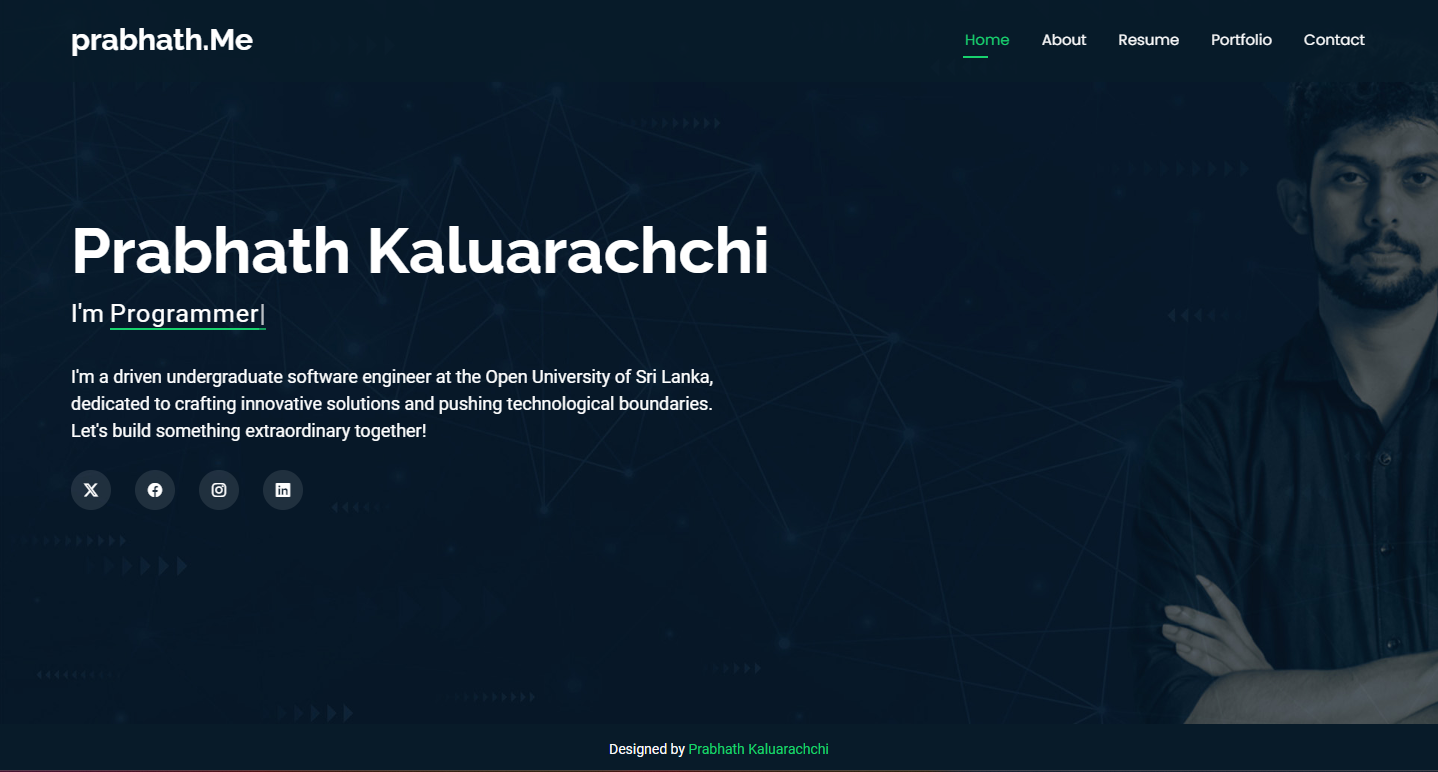 prabhath.Me
Home About Resume Portfolio Contact
Prabhath Kaluarachchi
I'm Programmer|
I'm a driven undergraduate software engineer at the Open University of Sri Lanka,
dedicated to crafting innovative solutions and pushing technological boundaries.
Let's build something extraordinary together!
Designed by Prabhath Kaluarachchi